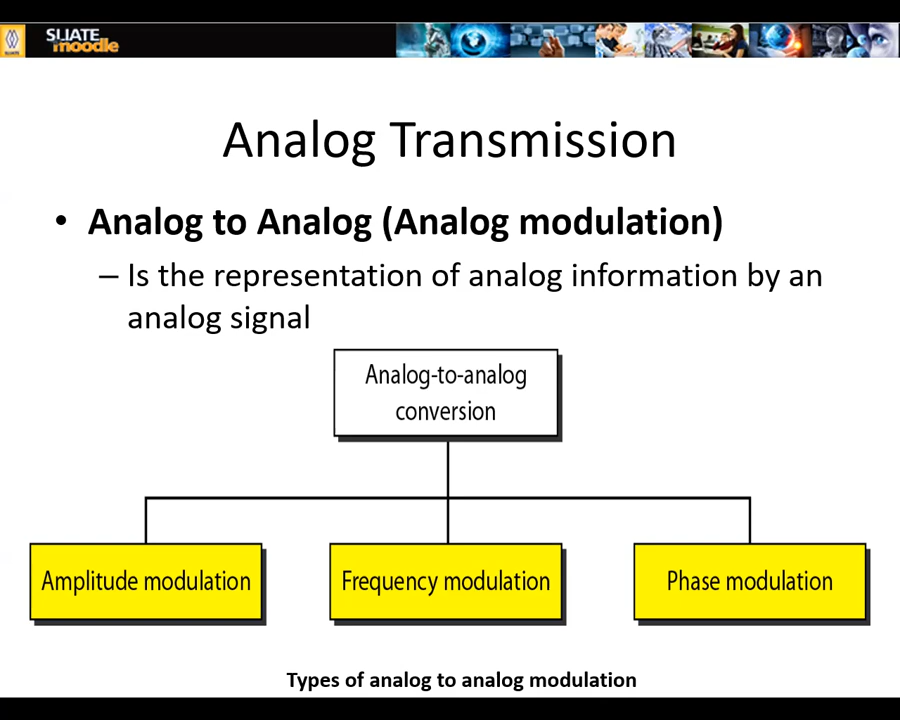 SLIATE
moodle
Analog Transmission
• Analog to Analog (Analog modulation)
– Is the representation of analog information by an
analog signal
Analog-to-analog
conversion
Amplitude modulation
Frequency modulation
Phase modulation
Types of analog to analog modulation